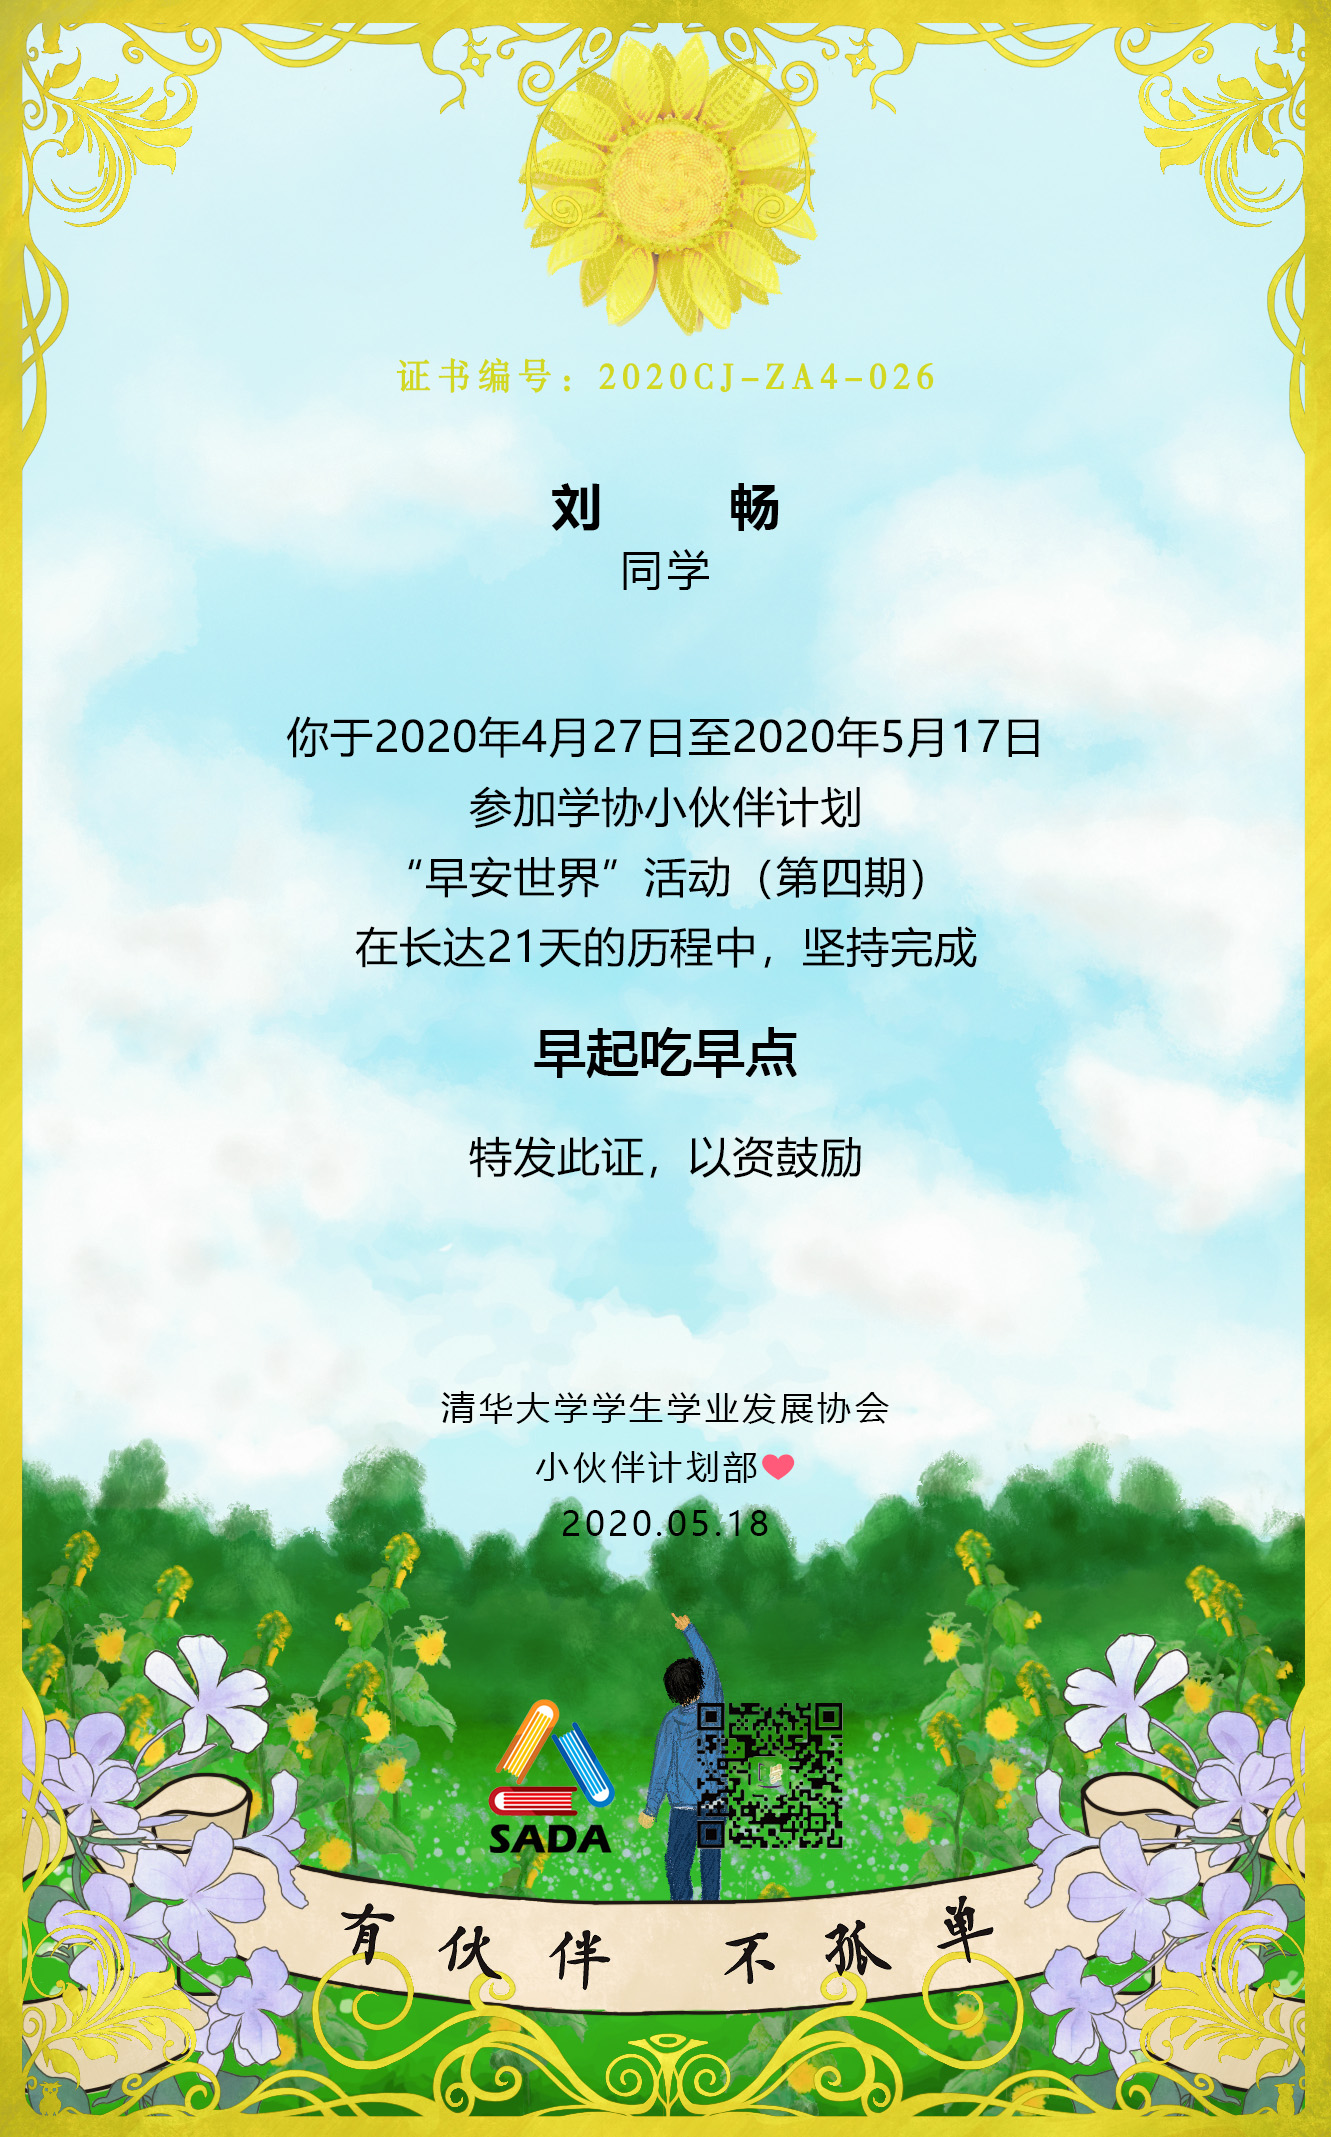 证书编号：2020CJ-ZA4-026
刘 畅
同学
你于2020年4月27日至2020年5月17日
参加学协小伙伴计划
“早安世界”活动（第四期）
在长达21天的历程中，坚持完成
早起吃早点
特发此证，以资鼓励
清华大学学生学业发展协会
小伙伴计划部
2020.05.18
SADA
有伙伴 不孤单